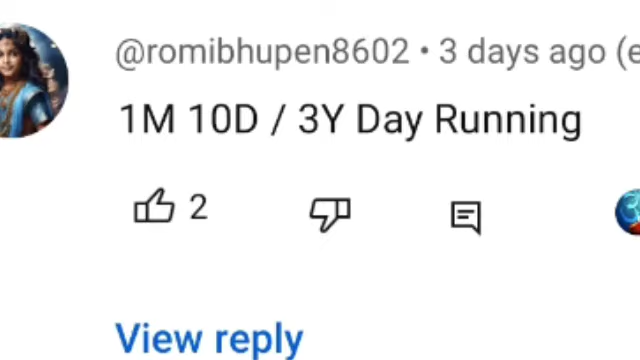 @romibhupen8602 • 3 days ago (e
1M 10D / 3Y Day Running
2
View reply